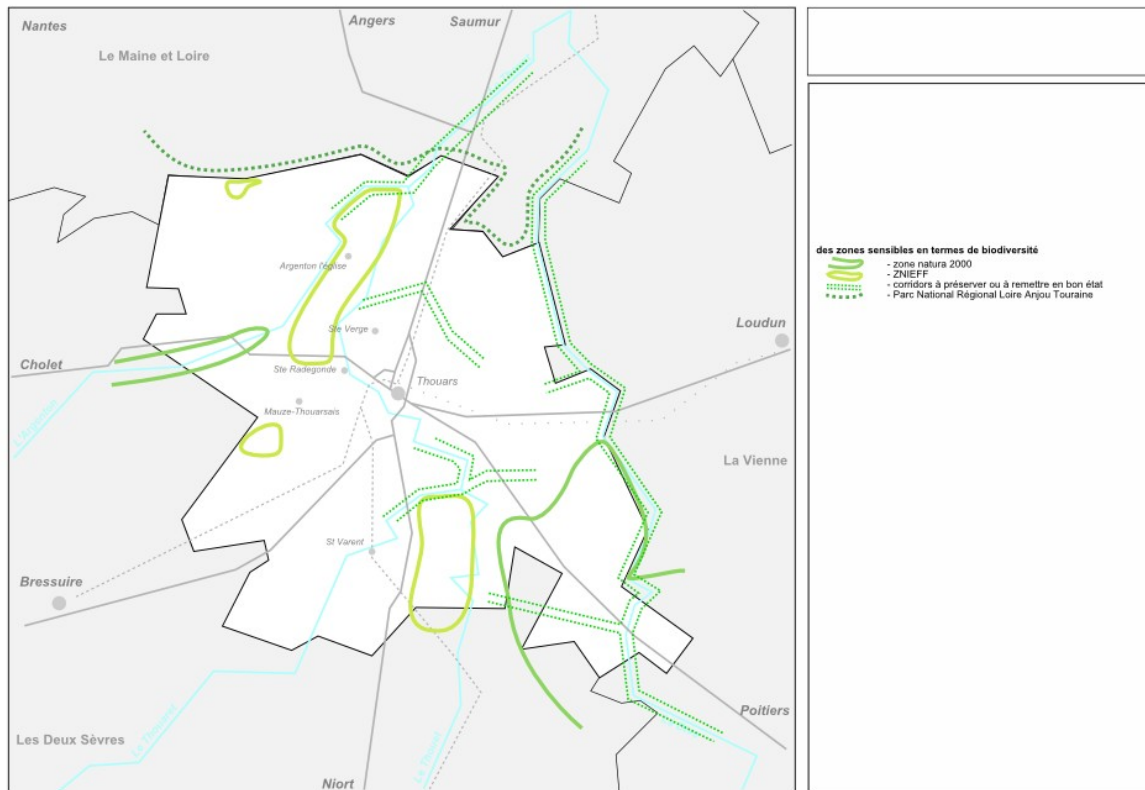 Nantes
Angers
Saumur
Le Maine et Loire
Argenton l'église
Ste Verge
Loudun
Cholet
Ste Radegonde
Thouars
Mauze-Thouarsais
L'Argenton
La Vienne
St Varent
Bressuire
Poitiers
Le Thouaret
Le Thouet
Les Deux Sèvres
Niort
des zones sensibles en termes de biodiversité
- zone natura 2000
- ZNIEFF
- corridors à préserver ou à remettre en bon état
- Parc National Régional Loire Anjou Touraine